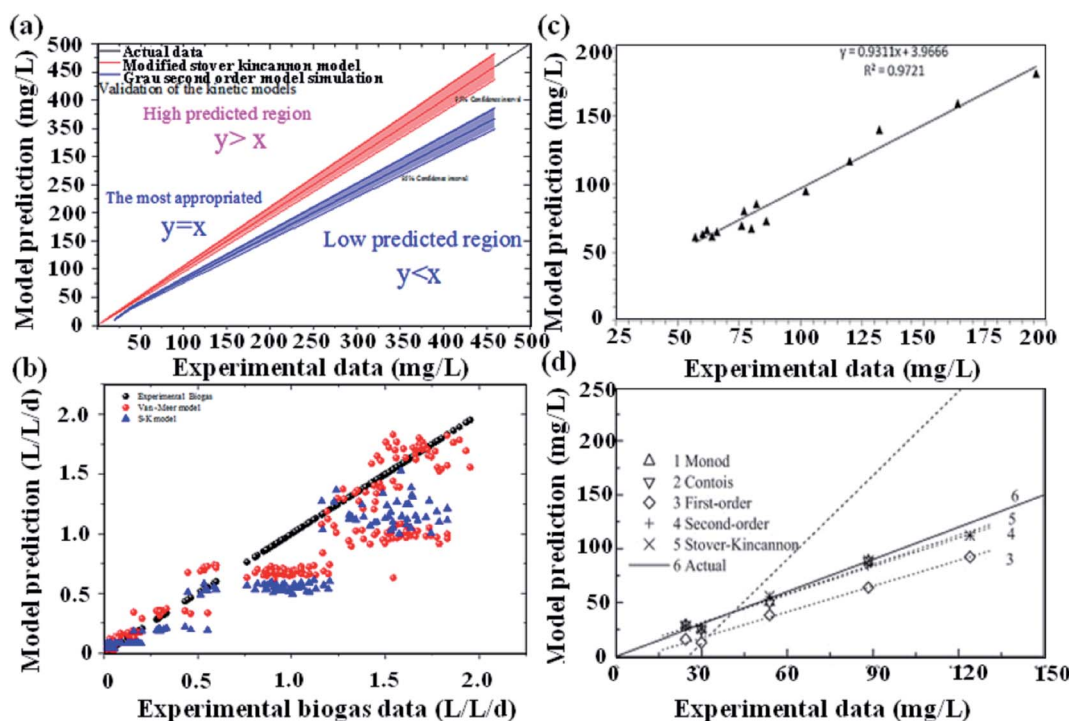 (a)
500
450
400
350
150
250
200
150
100
50
0
Model prediction (mg/L)
Actual data
Modified stover kincannon model
Grau second order model simulation
Validation of the kinetic models
High predicted region
y> x
The most appropriated
y=x
Low predicted region
y<x
95% Confidence interval
95% Confidence interval
50 100 150 200 250 300 350 400 450 500
Experimental data (mg/L)
(c)
200
150
100
50
0
Model prediction (mg/L)
y = 0.9311x + 3.9666
R² = 0.9721
25 50 75 100 125 150 175 200
Experimental data (mg/L)
(b)
2.0
1.5
1.0
0.5
0
Model prediction (L/L/d)
Experimental Biogas
Van-Meer model
S-K model
0 0.5 1.0 1.5 2.0
Experimental biogas data (L/L/d)
(d)
250
200
150
100
50
0
Model prediction (mg/L)
1 Monod
2 Contois
3 First-order
4 Second-order
5 Stover-Kincannon
6 Actual
6
5
4
3
0 30 60 90 120 150
Experimental data (mg/L)